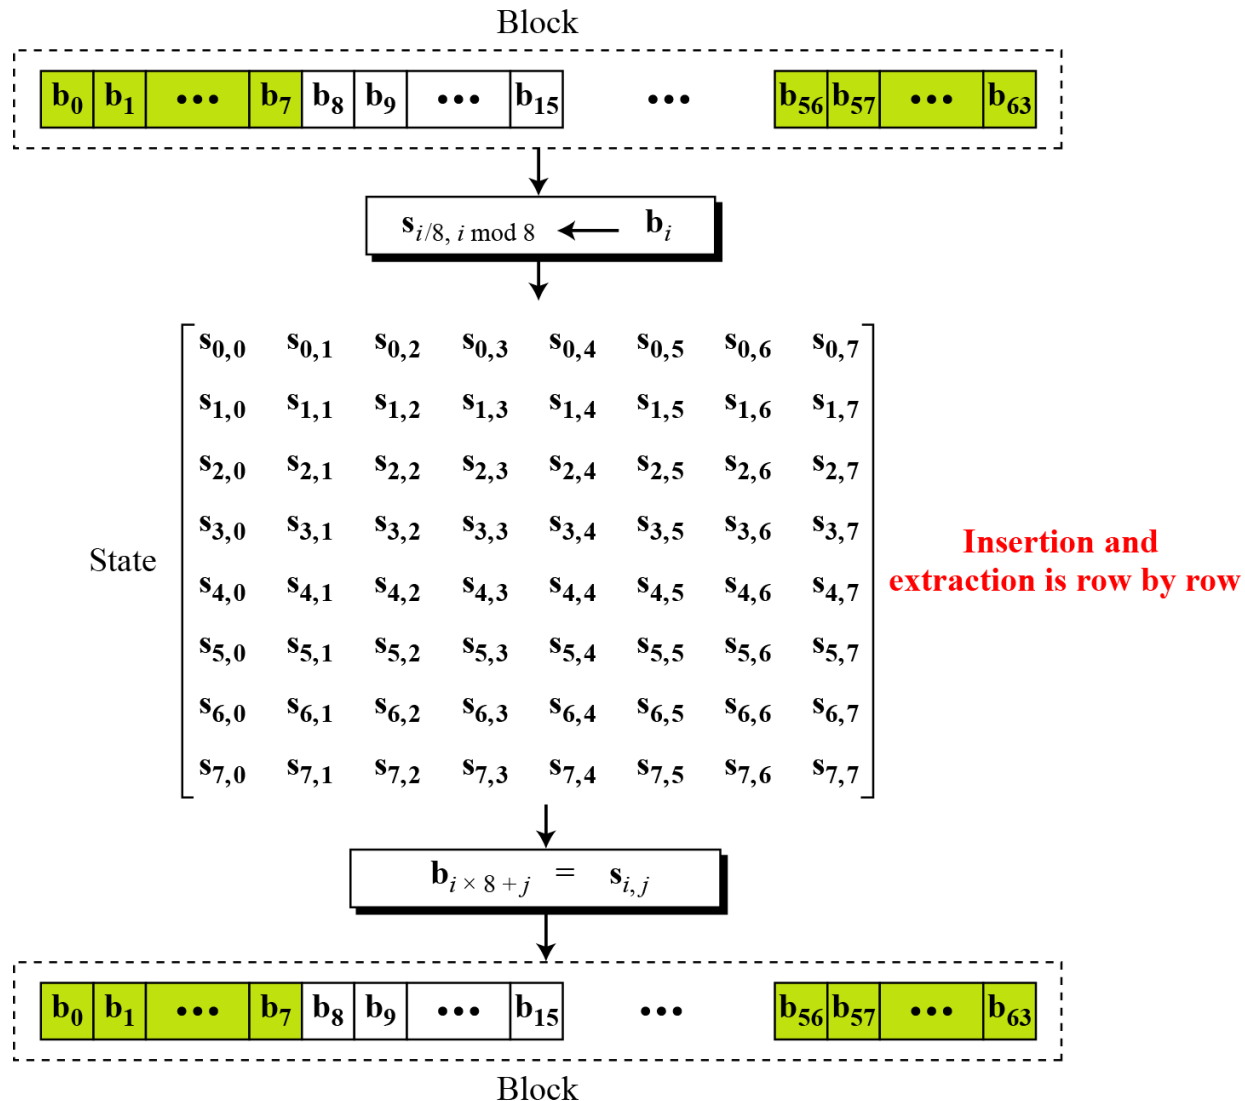 Block
b0 b1 ••• b7 b8 b9 ••• b15 ••• b56 b57 ••• b63
s i/8, i mod 8 ← b i
s0,0 s0,1 s0,2 s0,3 s0,4 s0,5 s0,6 s0,7
s1,0 s1,1 s1,2 s1,3 s1,4 s1,5 s1,6 s1,7
s2,0 s2,1 s2,2 s2,3 s2,4 s2,5 s2,6 s2,7
s3,0 s3,1 s3,2 s3,3 s3,4 s3,5 s3,6 s3,7
State
Insertion and
extraction is row by row
s4,0 s4,1 s4,2 s4,3 s4,4 s4,5 s4,6 s4,7
s5,0 s5,1 s5,2 s5,3 s5,4 s5,5 s5,6 s5,7
s6,0 s6,1 s6,2 s6,3 s6,4 s6,5 s6,6 s6,7
s7,0 s7,1 s7,2 s7,3 s7,4 s7,5 s7,6 s7,7
b i × 8 + j = s i, j
b0 b1 ••• b7 b8 b9 ••• b15 ••• b56 b57 ••• b63
Block